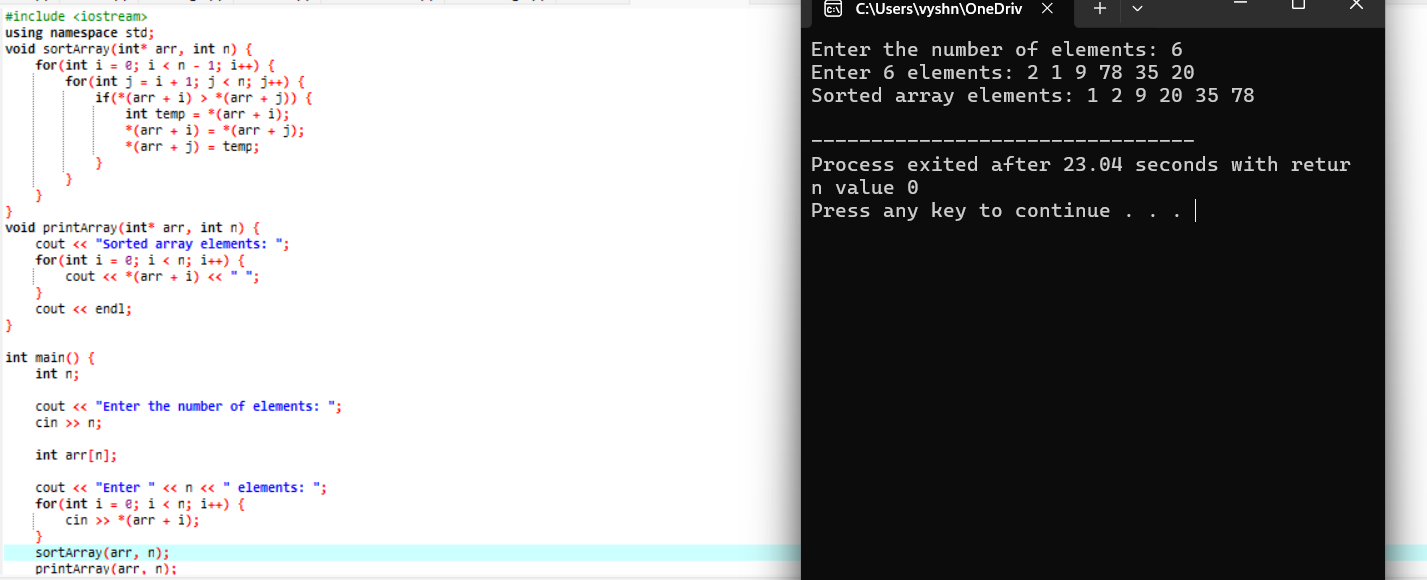 #include <iostream>
using namespace std;
void sortArray(int* arr, int n) {
    for(int i = 0; i < n - 1; i++) {
        for(int j = i + 1; j < n; j++) {
            if(*(arr + i) > *(arr + j)) {
                int temp = *(arr + i);
                *(arr + i) = *(arr + j);
                *(arr + j) = temp;
            }
        }
    }
}
void printArray(int* arr, int n) {
    cout << "Sorted array elements: ";
    for(int i = 0; i < n; i++) {
        cout << *(arr + i) << " ";
    }
    cout << endl;
}
int main() {
    int n;
    cout << "Enter the number of elements: ";
    cin >> n;
    int arr[n];
    cout << "Enter " << n << " elements: ";
    for(int i = 0; i < n; i++) {
        cin >> *(arr + i);
    }
    sortArray(arr, n);
    printArray(arr, n);
C:\Users\vyshn\OneDriv
Enter the number of elements: 6
Enter 6 elements: 2 1 9 78 35 20
Sorted array elements: 1 2 9 20 35 78
--------------------------------
Process exited after 23.04 seconds with retur
n value 0
Press any key to continue . . .